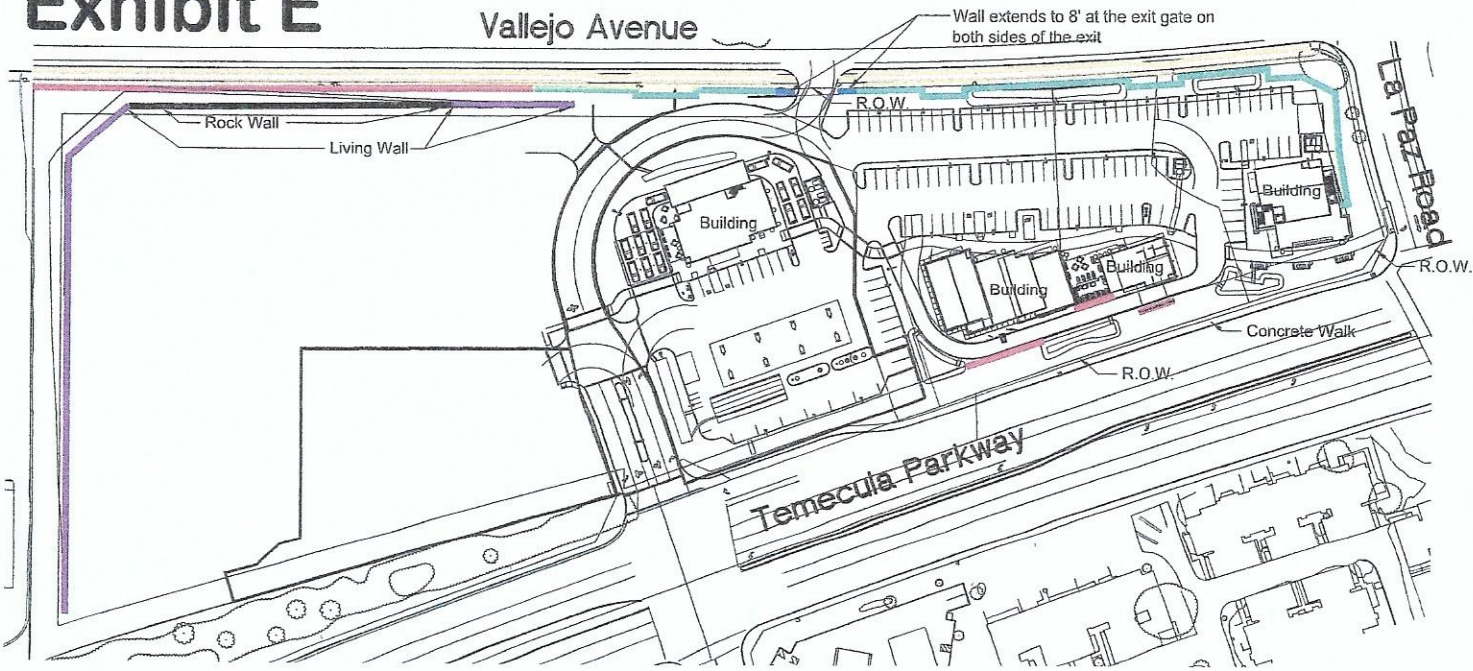 Exhibit E
Vallejo Avenue
Wall extends to 8' at the exit gate on
both sides of the exit
La Paz Road
R.O.W.
Rock Wall
Living Wall
Building
Building
Building
Building
R.O.W.
Concrete Walk
R.O.W.
Temecula Parkway